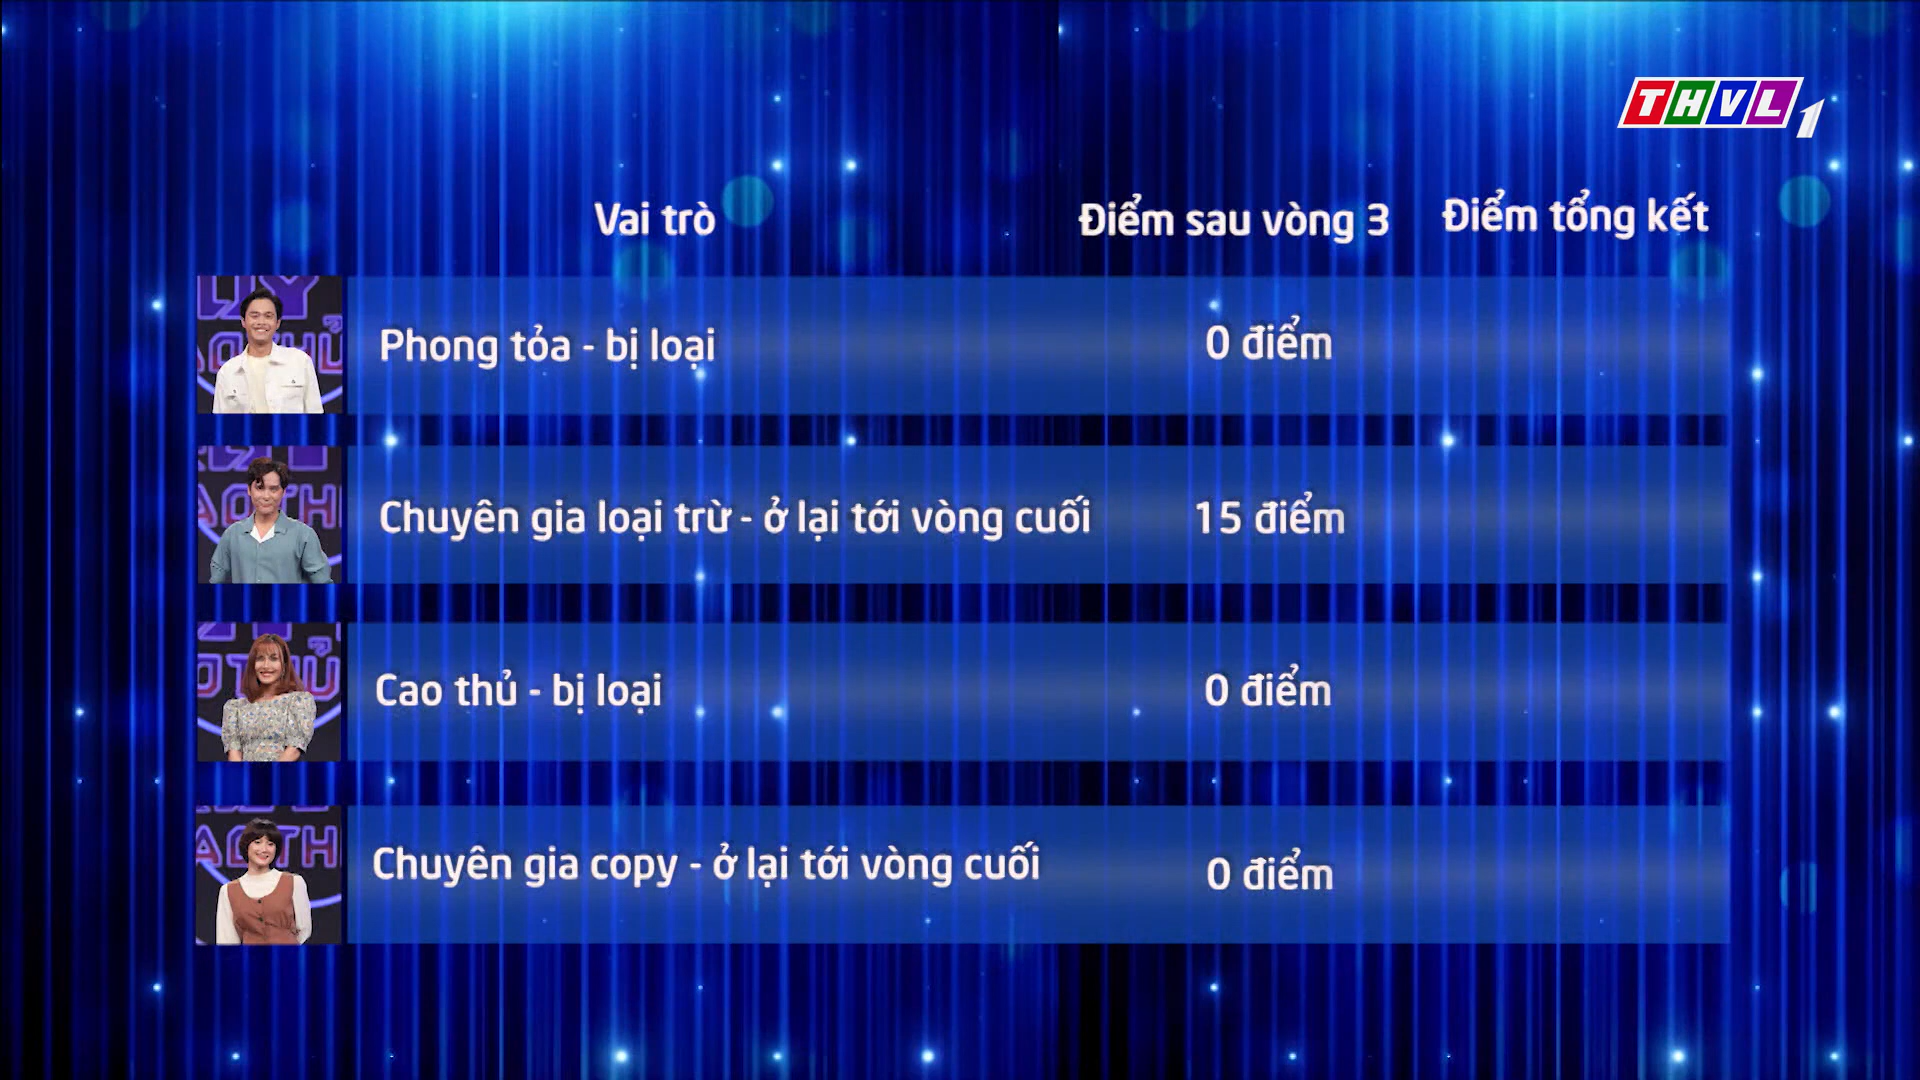 THVL1
Vai trò Điểm sau vòng 3 Điểm tổng kết
Phong tỏa - bị loại 0 điểm
Chuyên gia loại trừ - ở lại tới vòng cuối 15 điểm
Cao thủ - bị loại 0 điểm
Chuyên gia copy - ở lại tới vòng cuối 0 điểm